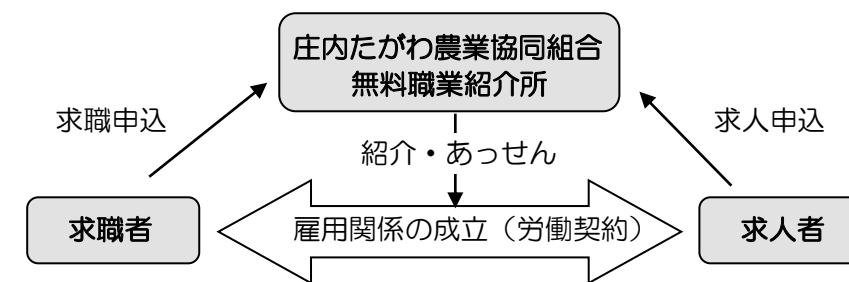 庄内たがわ農業協同組合
無料職業紹介所
求職申込
求人申込
紹介・あっせん
求職者
雇用関係の成立（労働契約）
求人者